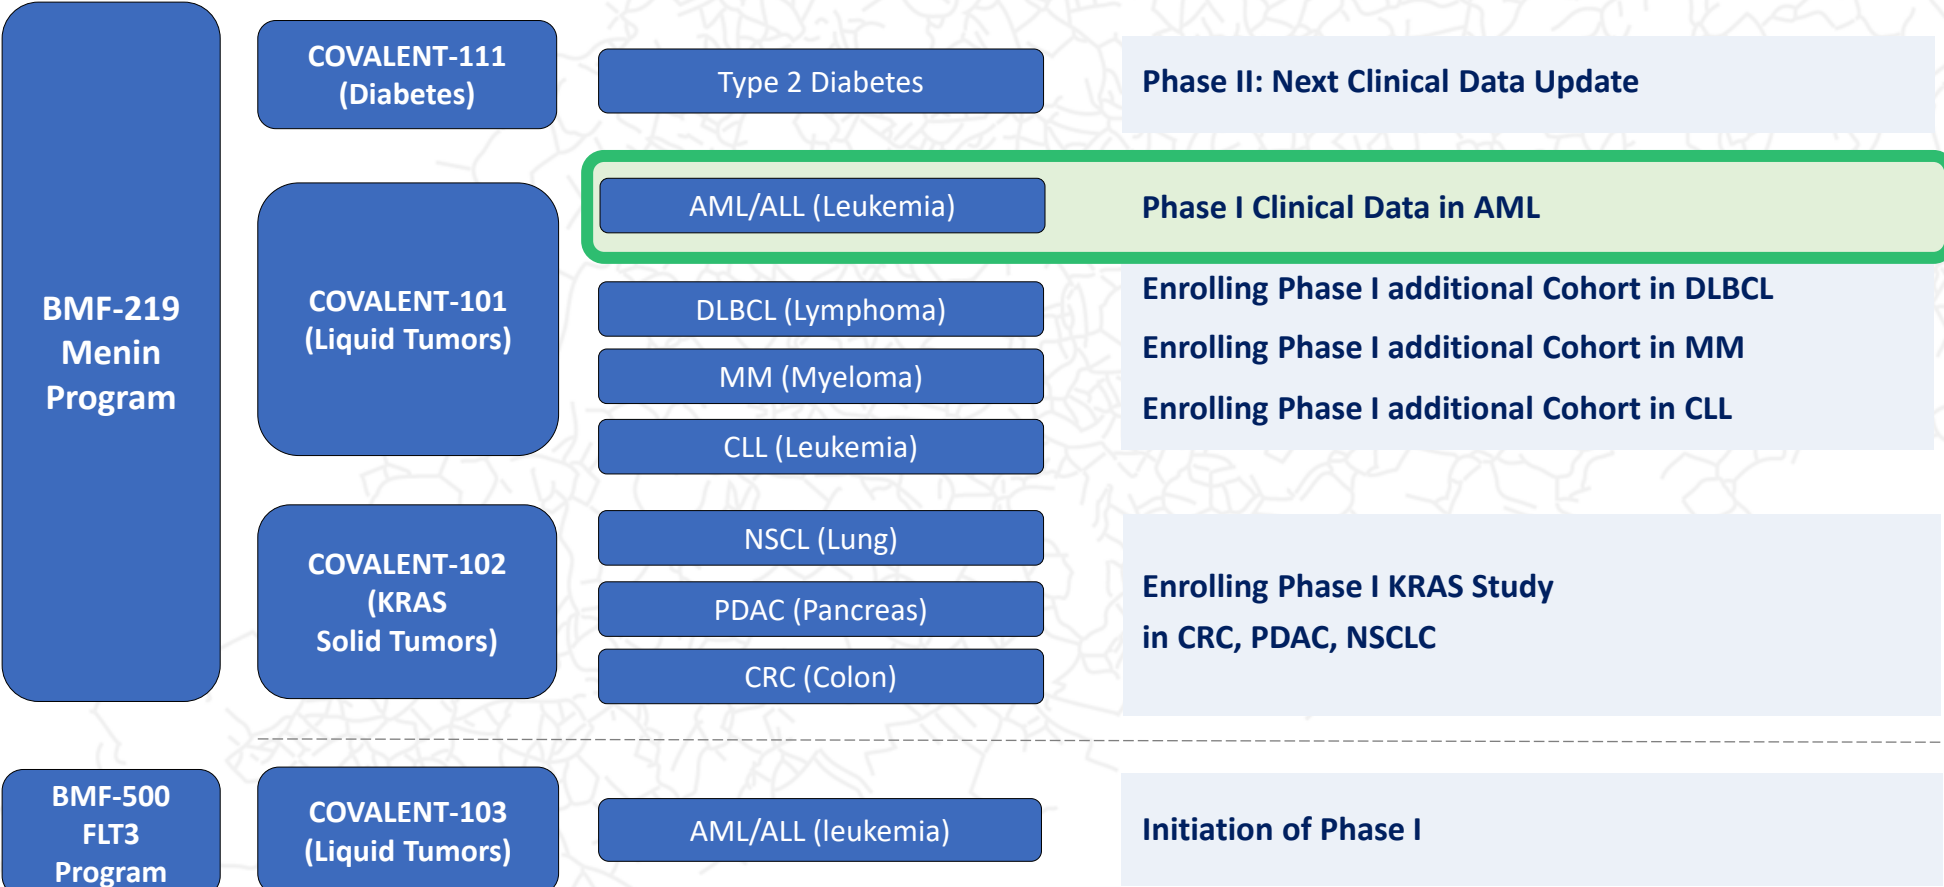 BMF-219
Menin
Program
COVALENT-111
(Diabetes)
Type 2 Diabetes
Phase II: Next Clinical Data Update
COVALENT-101
(Liquid Tumors)
AML/ALL (Leukemia)
Phase I Clinical Data in AML
DLBCL (Lymphoma)
Enrolling Phase I additional Cohort in DLBCL
MM (Myeloma)
Enrolling Phase I additional Cohort in MM
CLL (Leukemia)
Enrolling Phase I additional Cohort in CLL
COVALENT-102
(KRAS
Solid Tumors)
NSCL (Lung)
PDAC (Pancreas)
CRC (Colon)
Enrolling Phase I KRAS Study
in CRC, PDAC, NSCLC
BMF-500
FLT3
Program
COVALENT-103
(Liquid Tumors)
AML/ALL (leukemia)
Initiation of Phase I